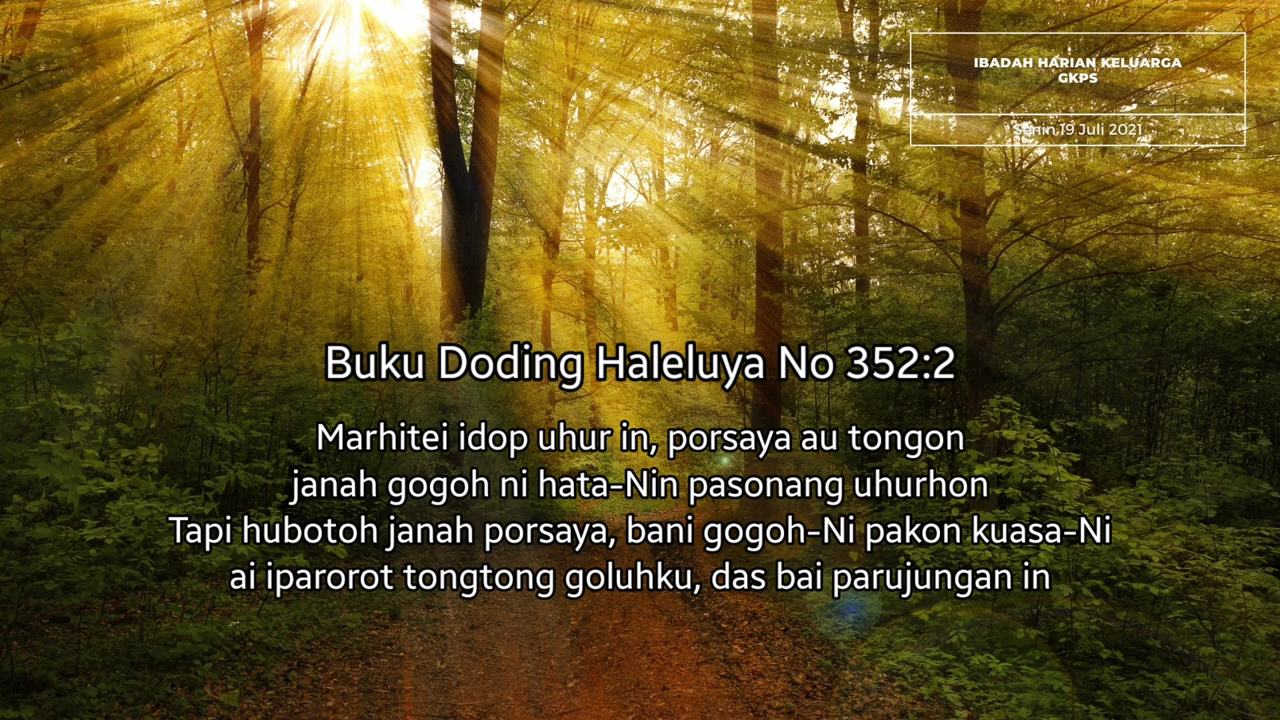 IBADAH HARIAN KELUARGA
GKPS
Senin 19 Juli 2021
Buku Doding Haleluya No 352:2
Marhitei idop uhur in, porsaya au tongon
janah gogoh ni hata-Nin pasonang uhurhon
Tapi hubotoh janah porsaya, bani gogoh-Ni pakon kuasa-Ni
ai iparorot tongtong goluhku, das bai parujungan in